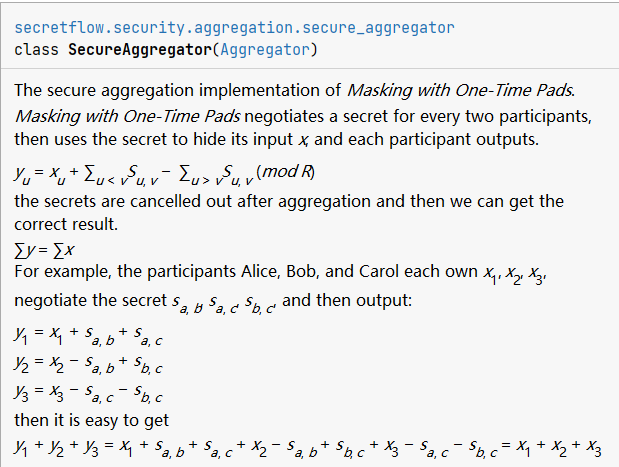 secretflow.security.aggregation.secure_aggregator
class SecureAggregator(Aggregator)
The secure aggregation implementation of Masking with One-Time Pads.
Masking with One-Time Pads negotiates a secret for every two participants,
then uses the secret to hide its input x, and each participant outputs.
y_u = x_u + ∑_{u < v} s_{u, v} − ∑_{u > v} s_{u, v} (mod R)
the secrets are cancelled out after aggregation and then we can get the
correct result.
∑y = ∑x
For example, the participants Alice, Bob, and Carol each own x_1, x_2, x_3,
negotiate the secret s_{a, b}, s_{a, c}, s_{b, c}, and then output:
y_1 = x_1 + s_{a, b} + s_{a, c}
y_2 = x_2 − s_{a, b} + s_{b, c}
y_3 = x_3 − s_{a, c} − s_{b, c}
then it is easy to get
y_1 + y_2 + y_3 = x_1 + s_{a, b} + s_{a, c} + x_2 − s_{a, b} + s_{b, c} + x_3 − s_{a, c} − s_{b, c} = x_1 + x_2 + x_3